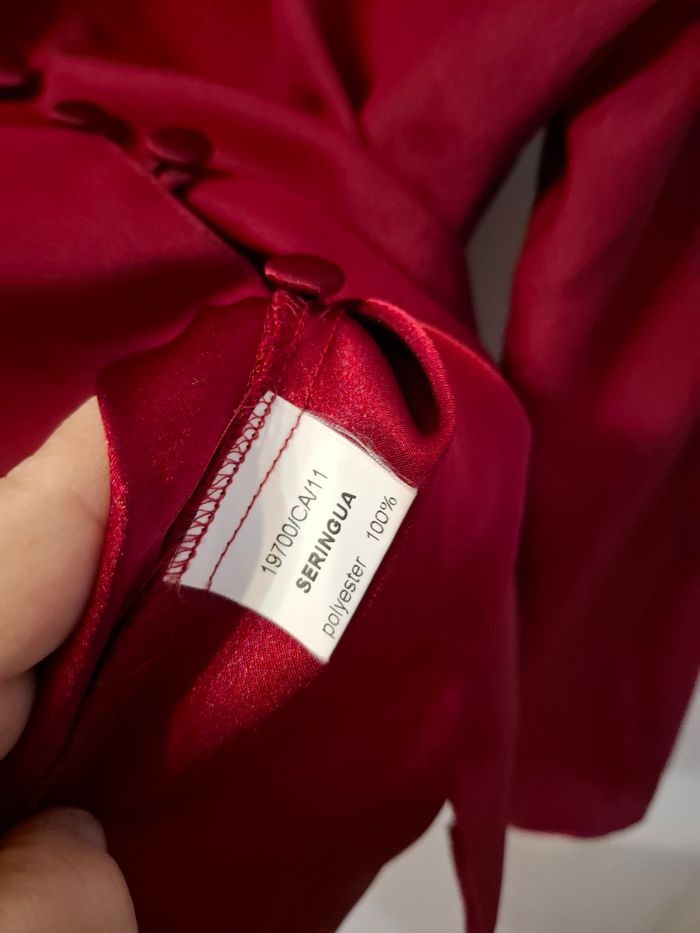 19700/CA/11
SERINGUA
polyester 100%